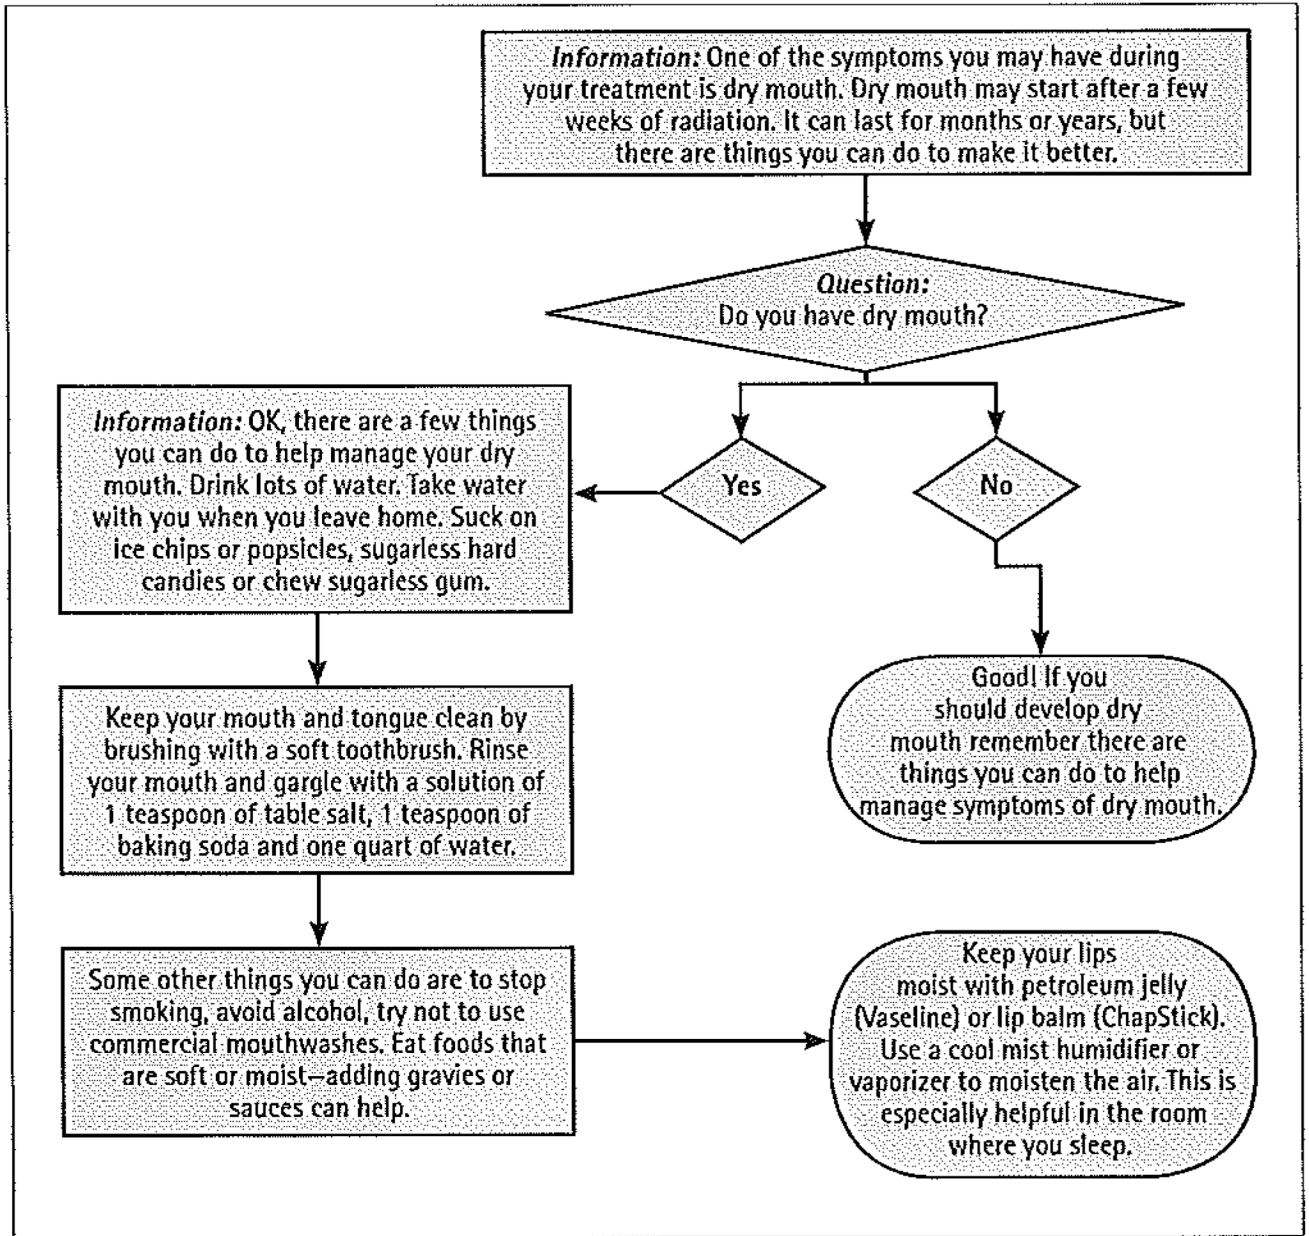 Information: One of the symptoms you may have during
your treatment is dry mouth. Dry mouth may start after a few
weeks of radiation. It can last for months or years, but
there are things you can do to make it better.
Question:
Do you have dry mouth?
Yes
No
Information: OK, there are a few things
you can do to help manage your dry
mouth. Drink lots of water. Take water
with you when you leave home. Suck on
ice chips or popsicles, sugarless hard
candies or chew sugarless gum.
Good! If you
should develop dry
mouth remember there are
things you can do to help
manage symptoms of dry mouth.
Keep your mouth and tongue clean by
brushing with a soft toothbrush. Rinse
your mouth and gargle with a solution of
1 teaspoon of table salt, 1 teaspoon of
baking soda and one quart of water.
Some other things you can do are to stop
smoking, avoid alcohol, try not to use
commercial mouthwashes. Eat foods that
are soft or moist—adding gravies or
sauces can help.
Keep your lips
moist with petroleum jelly
(Vaseline) or lip balm (ChapStick).
Use a cool mist humidifier or
vaporizer to moisten the air. This is
especially helpful in the room
where you sleep.